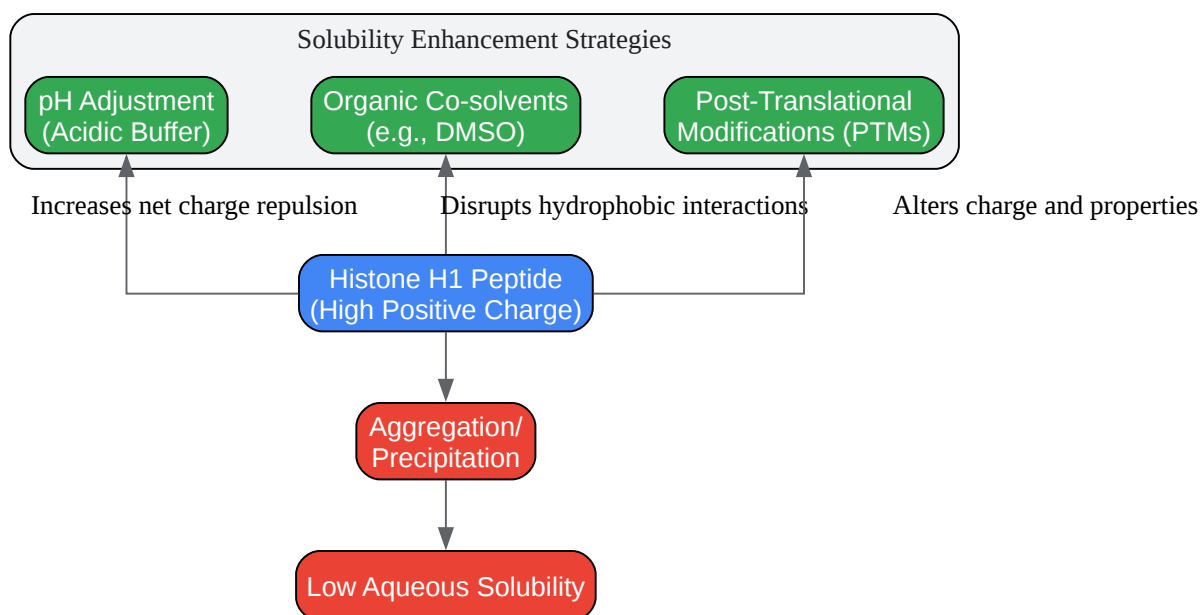 Solubility Enhancement Strategies
pH Adjustment
(Acidic Buffer)
Organic Co-solvents
(e.g., DMSO)
Post-Translational
Modifications (PTMs)
Increases net charge repulsion
Disrupts hydrophobic interactions
Alters charge and properties
Histone H1 Peptide
(High Positive Charge)
Aggregation/
Precipitation
Low Aqueous Solubility